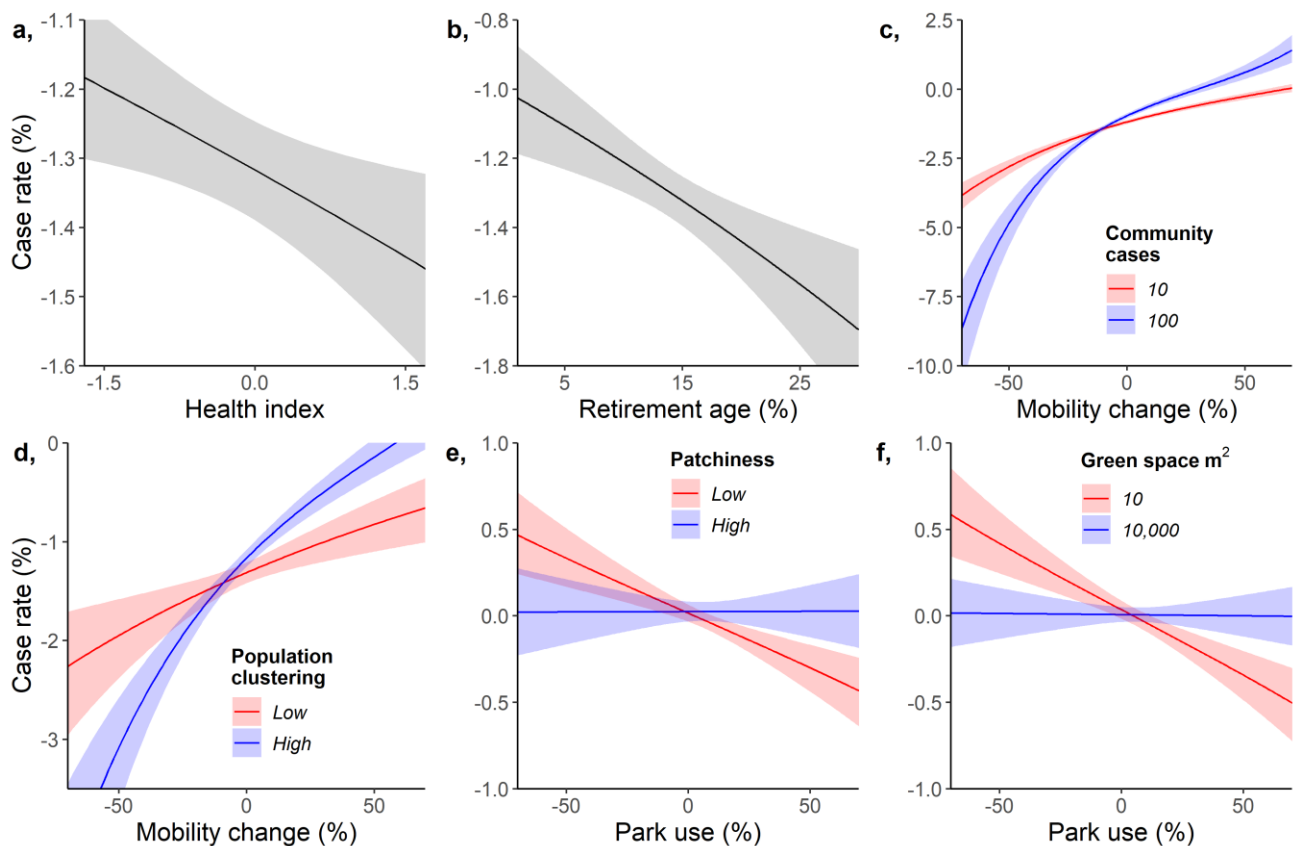 a,
-1.1
-1.2
-1.3
-1.4
-1.5
-1.6
Case rate (%)
-1.5 0.0 1.5
Health index
b,
-0.8
-1.0
-1.2
-1.4
-1.6
-1.8
5 15 25
Retirement age (%)
c,
2.5
0.0
-2.5
-5.0
-7.5
-10.0
Community
cases
10
100
-50 0 50
Mobility change (%)
d,
0
-1
-2
-3
Case rate (%)
Population
clustering
Low
High
-50 0 50
Mobility change (%)
e,
1.0
0.5
0.0
-0.5
-1.0
Patchiness
Low
High
-50 0 50
Park use (%)
f,
1.0
0.5
0.0
-0.5
-1.0
Green space m²
10
10,000
-50 0 50
Park use (%)